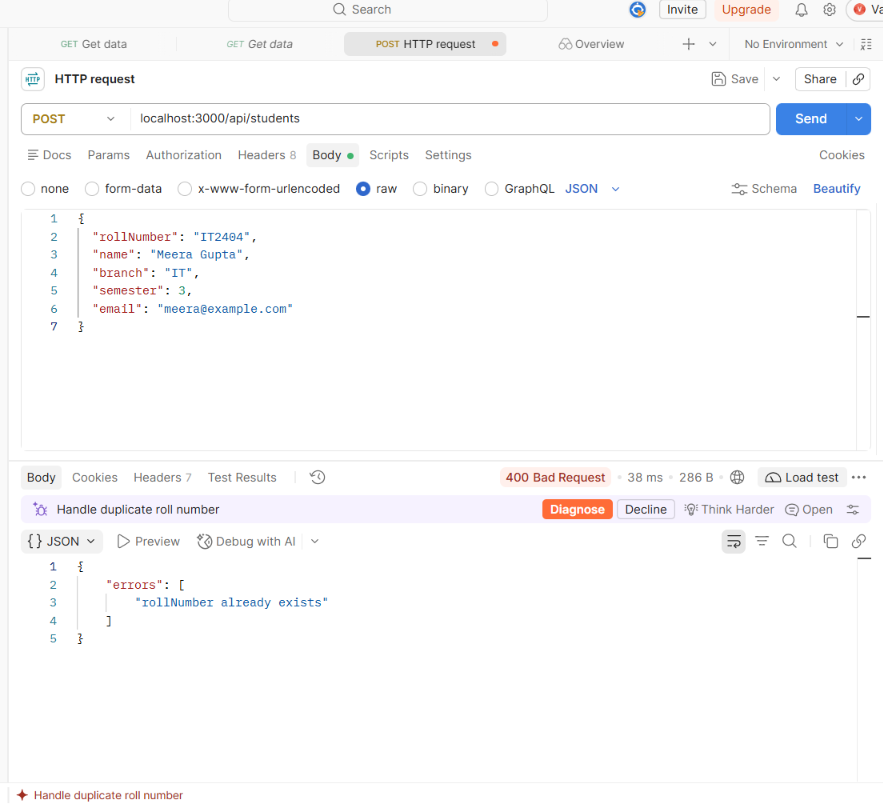 Search
Invite
Upgrade
Va
GET Get data
GET Get data
POST HTTP request
Overview
No Environment
HTTP
HTTP request
Save
Share
POST
localhost:3000/api/students
Send
Docs
Params
Authorization
Headers 8
Body
Scripts
Settings
Cookies
none
form-data
x-www-form-urlencoded
raw
binary
GraphQL
JSON
Schema
Beautify
1 {
2 "rollNumber": "IT2404",
3 "name": "Meera Gupta",
4 "branch": "IT",
5 "semester": 3,
6 "email": "meera@example.com"
7 }
Body
Cookies
Headers 7
Test Results
400 Bad Request
38 ms
286 B
Load test
Handle duplicate roll number
Diagnose
Decline
Think Harder
Open
{} JSON
Preview
Debug with AI
1 {
2 "errors": [
3 "rollNumber already exists"
4 ]
5 }
Handle duplicate roll number